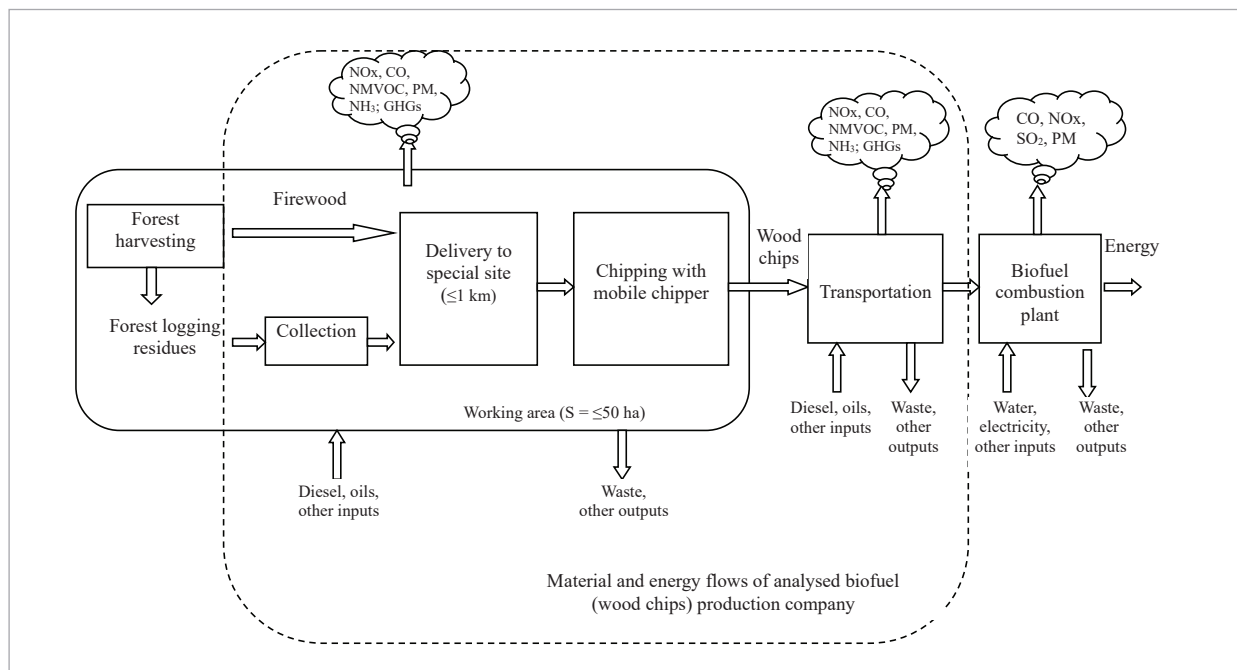 NOx, CO,
NMVOC, PM,
NH₃; GHGs
NOx, CO,
NMVOC, PM,
NH₃; GHGs
CO, NOx,
SO₂, PM
Forest
harvesting
Firewood
Delivery to
special site
(≤1 km)
Chipping with
mobile chipper
Wood
chips
Transportation
Biofuel
combustion
plant
Energy
Forest logging
residues
Collection
Working area (S = ≤50 ha)
Diesel, oils,
other inputs
Waste,
other outputs
Diesel, oils,
other inputs
Waste,
other
outputs
Water,
electricity,
other inputs
Waste,
other
outputs
Material and energy flows of analysed biofuel
(wood chips) production company